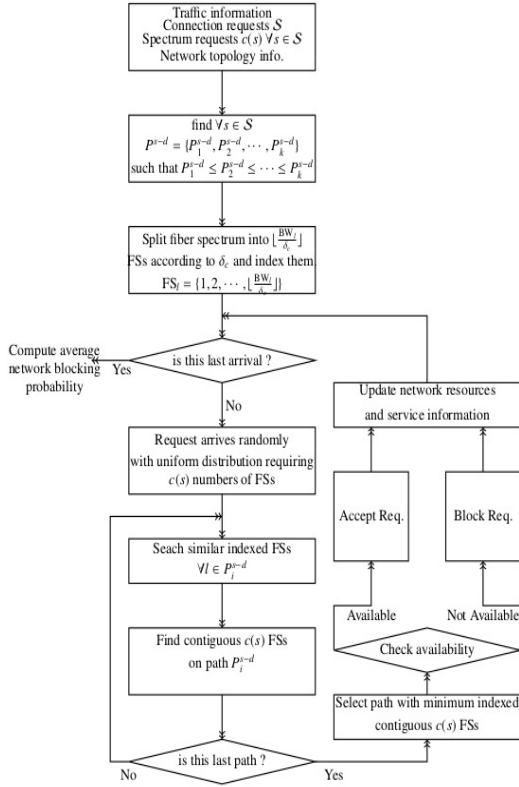 Traffic information
Connection requests 𝒮
Spectrum requests c(s) ∀s ∈ 𝒮
Network topology info.
find ∀s ∈ 𝒮
P^{s−d} = {P_1^{s−d}, P_2^{s−d}, ⋯, P_k^{s−d}}
such that P_1^{s−d} ≤ P_2^{s−d} ≤ ⋯ ≤ P_k^{s−d}
Split fiber spectrum into ⌊BW_l/δ_c⌋
FSs according to δ_c and index them.
FS_l = {1, 2, ⋯, ⌊BW_l/δ_c⌋}
is this last arrival ?
Yes
Compute average
network blocking
probability
No
Request arrives randomly
with uniform distribution requiring
c(s) numbers of FSs
Seach similar indexed FSs
∀l ∈ P_i^{s−d}
Find contiguous c(s) FSs
on path P_i^{s−d}
is this last path ?
No
Yes
Select path with minimum indexed
contiguous c(s) FSs
Check availability
Available
Not Available
Accept Req.
Block Req.
Update network resources
and service information